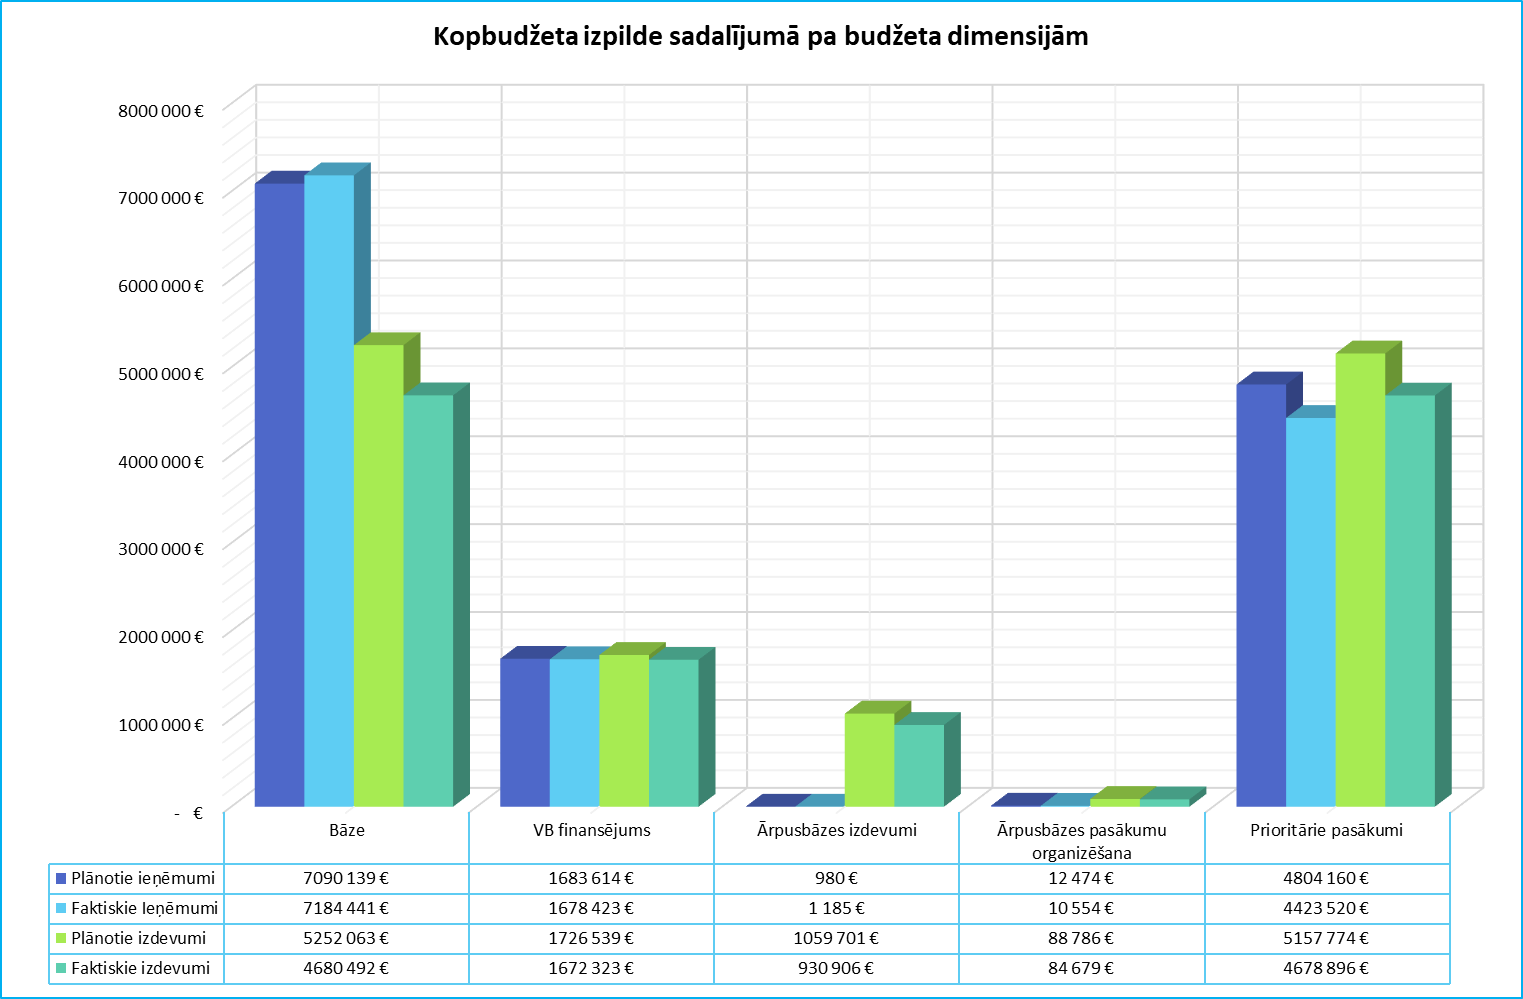 Kopbudžeta izpilde sadalījumā pa budžeta dimensijām
8000 000 €
7000 000 €
6000 000 €
5000 000 €
4000 000 €
3000 000 €
2000 000 €
1000 000 €
- €
Bāze VB finansējums Ārpusbāzes izdevumi Ārpusbāzes pasākumu organizēšana Prioritārie pasākumi
Plānotie ieņēmumi 7090 139 € 1683 614 € 980 € 12 474 € 4804 160 €
Faktiskie Ieņēmumi 7184 441 € 1678 423 € 1 185 € 10 554 € 4423 520 €
Plānotie izdevumi 5252 063 € 1726 539 € 1059 701 € 88 786 € 5157 774 €
Faktiskie izdevumi 4680 492 € 1672 323 € 930 906 € 84 679 € 4678 896 €